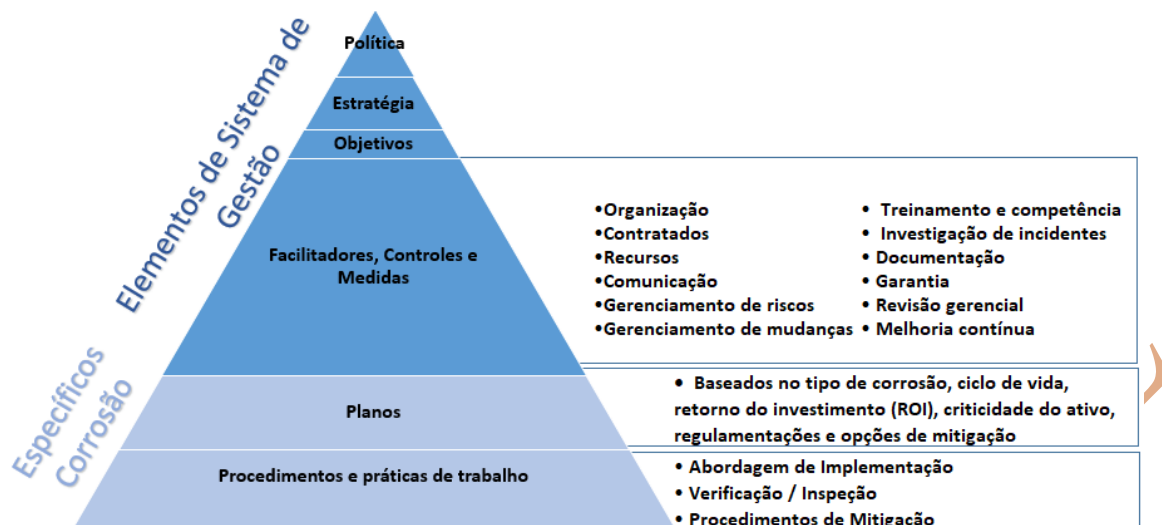 Elementos de Sistema de
Gestão
Específicos
Corrosão
Política
Estratégia
Objetivos
Facilitadores, Controles e
Medidas
•Organização
•Contratados
•Recursos
•Comunicação
•Gerenciamento de riscos
•Gerenciamento de mudanças
• Treinamento e competência
• Investigação de incidentes
• Documentação
• Garantia
• Revisão gerencial
• Melhoria contínua
Planos
• Baseados no tipo de corrosão, ciclo de vida,
retorno do investimento (ROI), criticidade do ativo,
regulamentações e opções de mitigação
Procedimentos e práticas de trabalho
• Abordagem de Implementação
• Verificação / Inspeção
• Procedimentos de Mitigação